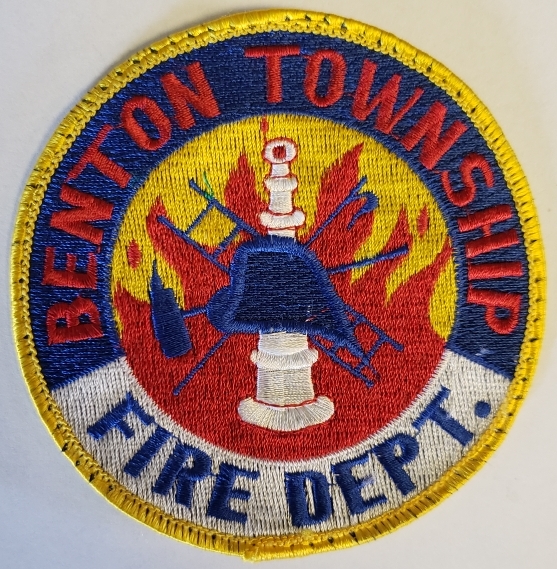 BENTON TOWNSHIP
FIRE DEPT.